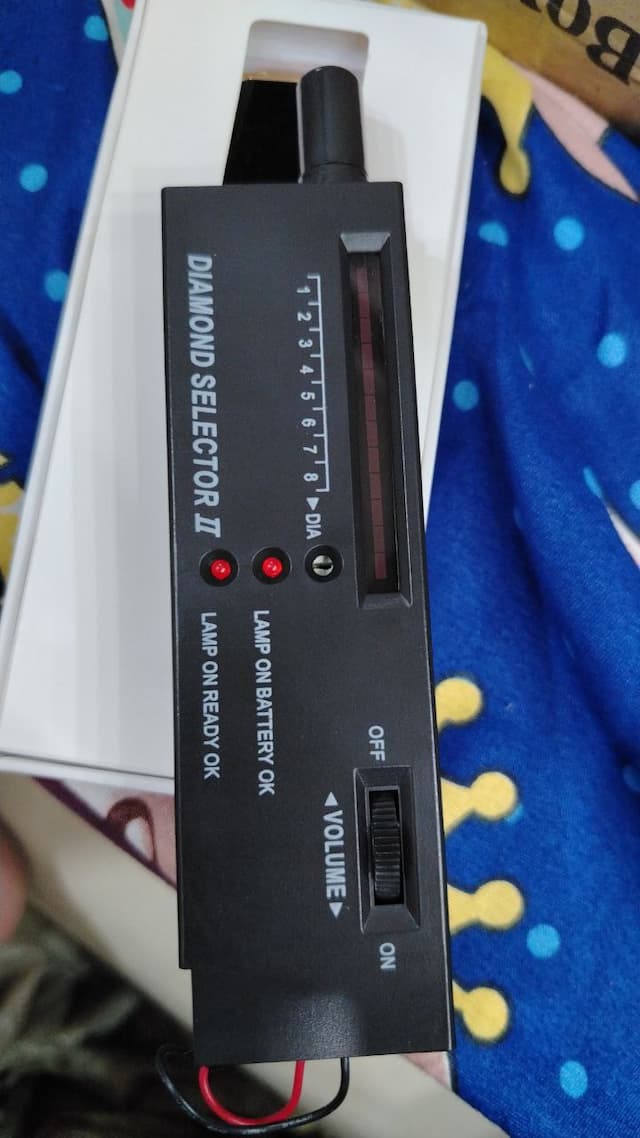 DIAMOND SELECTOR II
1 2 3 4 5 6 7 8 ▶ DIA
LAMP ON BATTERY OK
LAMP ON READY OK
OFF
◀ VOLUME ▶
ON
Bo